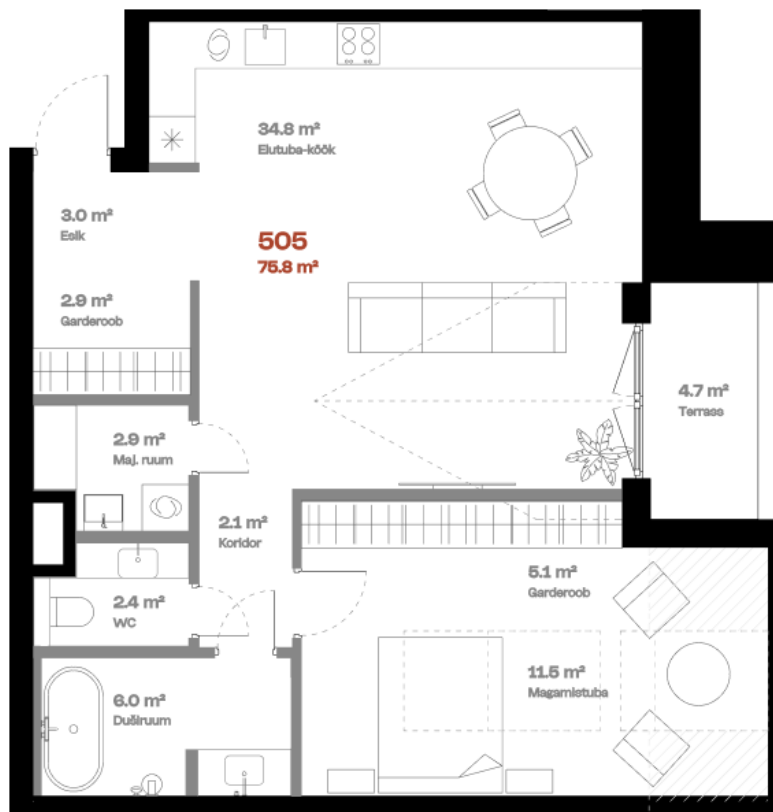 34.8 m²
Elutuba-köök
3.0 m²
Esik
505
75.8 m²
2.9 m²
Garderoob
4.7 m²
Terrass
2.9 m²
Maj. ruum
2.1 m²
Koridor
5.1 m²
Garderoob
2.4 m²
WC
11.5 m²
Magamistuba
6.0 m²
Duširuum